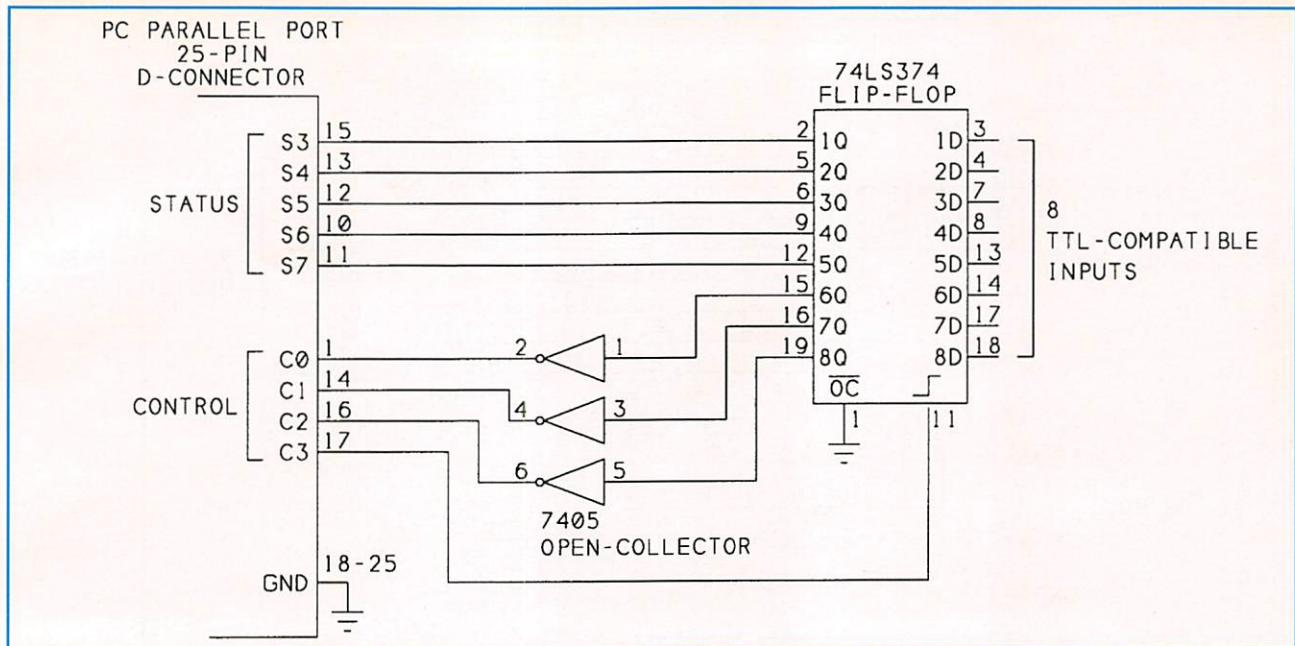 PC PARALLEL PORT
25-PIN
D-CONNECTOR
74LS374
FLIP-FLOP
STATUS
S3 15
S4 13
S5 12
S6 10
S7 11
2 1Q 1D 3
5 2Q 2D 4
6 3Q 3D 7
9 4Q 4D 8
12 5Q 5D 13
15 6Q 6D 14
16 7Q 7D 17
19 8Q 8D 18
OC
1
11
8
TTL-COMPATIBLE
INPUTS
CONTROL
C0 1
C1 14
C2 16
C3 17
2 1
4 3
6 5
7405
OPEN-COLLECTOR
GND 18-25